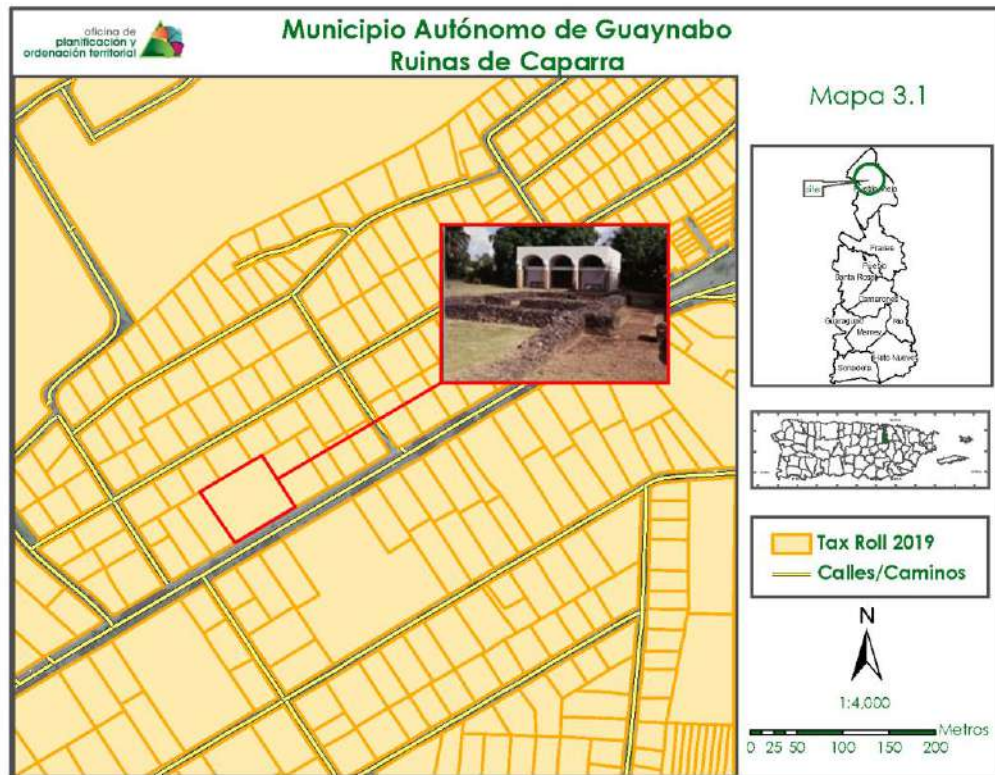 oficina de
planificación y
ordenación territorial
Municipio Autónomo de Guaynabo
Ruinas de Caparra
Mapa 3.1
Frailes
Pueblo
Santa Rosa
Camarones
Guaraguao
Rio
Mamey
Hato Nuevo
Sonadora
Tax Roll 2019
Calles/Caminos
N
1:4,000
Metros
0 25 50 100 150 200